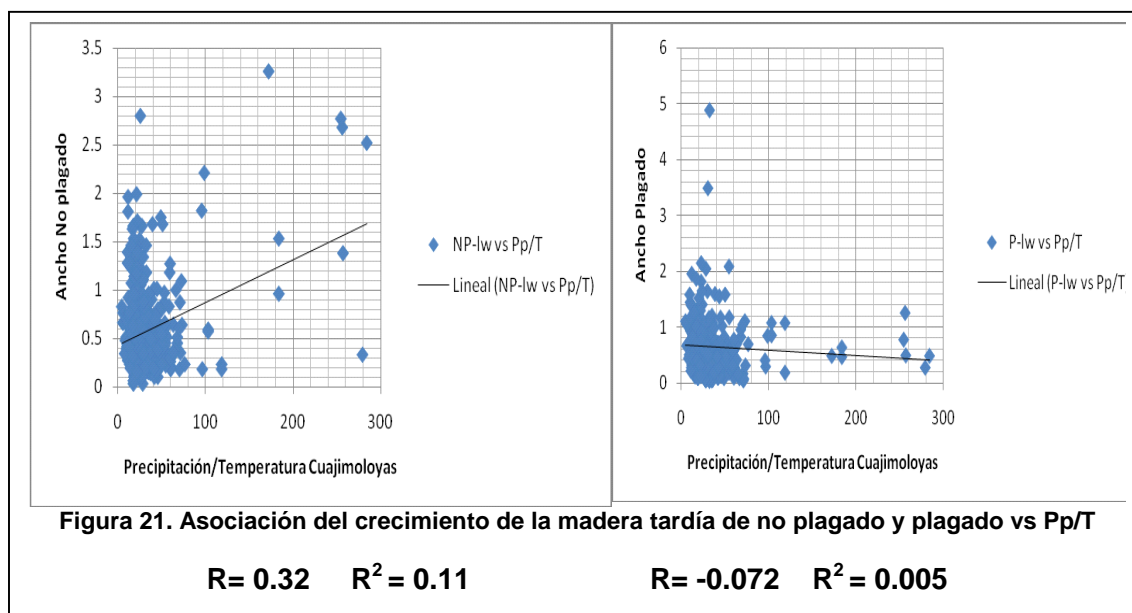 3.5
3
2.5
2
1.5
1
0.5
0
0
100
200
300
Ancho No plagado
Precipitación/Temperatura Cuajimoloyas
NP-lw vs Pp/T
Lineal (NP-lw vs Pp/T)
6
5
4
3
2
1
0
0
100
200
300
Ancho Plagado
Precipitación/Temperatura Cuajimoloyas
P-lw vs Pp/T
Lineal (P-lw vs Pp/T)
Figura 21. Asociación del crecimiento de la madera tardía de no plagado y plagado vs Pp/T
R= 0.32 R² = 0.11 R= -0.072 R² = 0.005